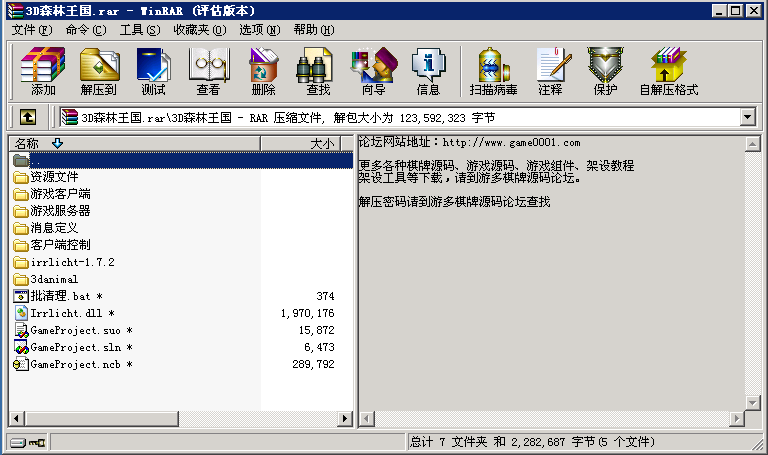 3D森林王国.rar - WinRAR (评估版本)
文件(F) 命令(C) 工具(S) 收藏夹(O) 选项(N) 帮助(H)
添加 解压到 测试 查看 删除 查找 向导 信息 扫描病毒 注释 保护 自解压格式
3D森林王国.rar\3D森林王国 - RAR 压缩文件, 解包大小为 123,592,323 字节
名称 大小
..
资源文件
游戏客户端
游戏服务器
消息定义
客户端控制
irrlicht-1.7.2
3danimal
批清理.bat * 374
Irrlicht.dll * 1,970,176
GameProject.suo * 15,872
GameProject.sln * 6,473
GameProject.ncb * 289,792
论坛网站地址：http://www.game0001.com
更多各种棋牌源码、游戏源码、游戏组件、架设教程
架设工具等下载，请到游多棋牌源码论坛。
解压密码请到游多棋牌源码论坛查找
总计 7 文件夹 和 2,282,687 字节(5 个文件)